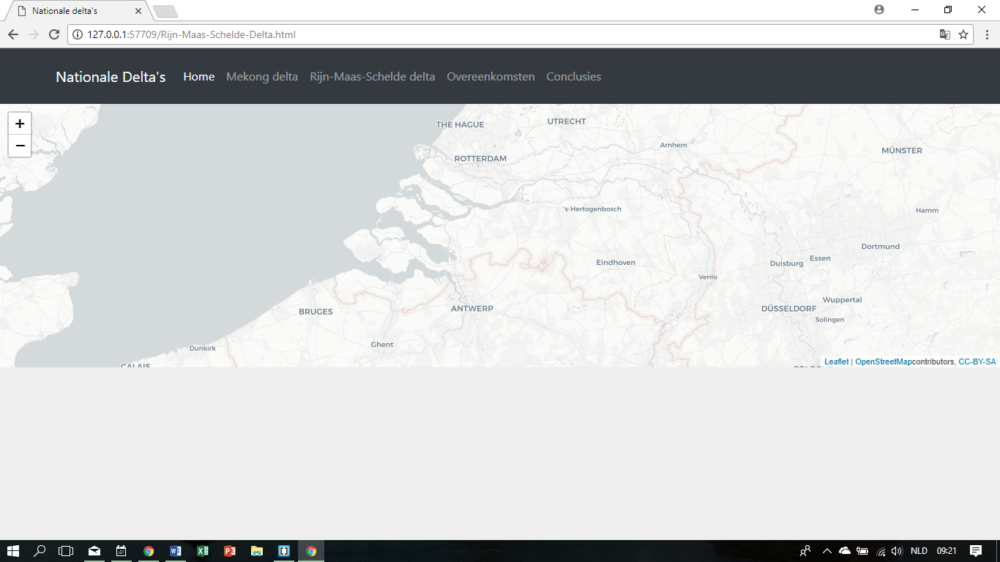 Nationale delta's
127.0.0.1:57709/Rijn-Maas-Schelde-Delta.html
Nationale Delta's Home Mekong delta Rijn-Maas-Schelde delta Overeenkomsten Conclusies
+
−
THE HAGUE
UTRECHT
Arnhem
MÜNSTER
ROTTERDAM
's-Hertogenbosch
Hamm
Dortmund
Eindhoven
Duisburg
Essen
Venlo
Wuppertal
BRUGES
ANTWERP
DÜSSELDORF
Solingen
Ghent
Dunkirk
CALAIS
Leaflet | OpenStreetMapcontributors, CC-BY-SA
NLD 09:21